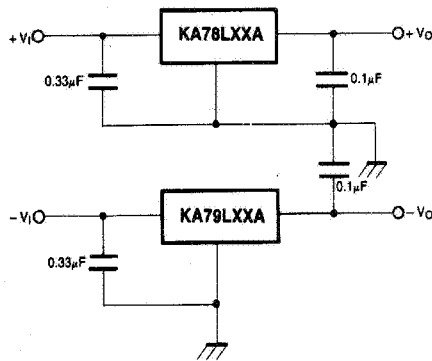 +VI
KA78LXXA
+VO
0.33μF
0.1μF
0.1μF
-VI
KA79LXXA
-VO
0.33μF